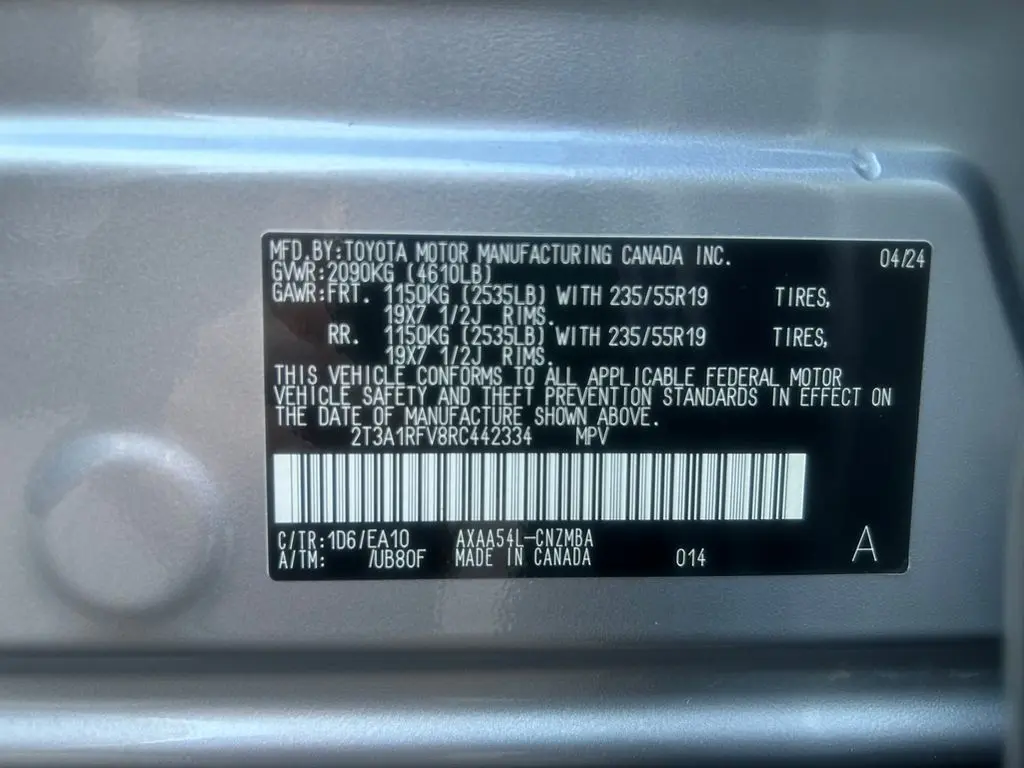 MFD.BY:TOYOTA MOTOR MANUFACTURING CANADA INC. 04/24
GVWR:2090KG (4610LB)
GAWR:FRT. 1150KG (2535LB) WITH 235/55R19 TIRES,
19X7 1/2J RIMS.
RR. 1150KG (2535LB) WITH 235/55R19 TIRES,
19X7 1/2J RIMS.
THIS VEHICLE CONFORMS TO ALL APPLICABLE FEDERAL MOTOR
VEHICLE SAFETY AND THEFT PREVENTION STANDARDS IN EFFECT ON
THE DATE OF MANUFACTURE SHOWN ABOVE.
2T3A1RFV8RC442334 MPV
C/TR:1D6/EA10 AXAA54L-CNZMBA
A/TM: /UB80F MADE IN CANADA 014 A